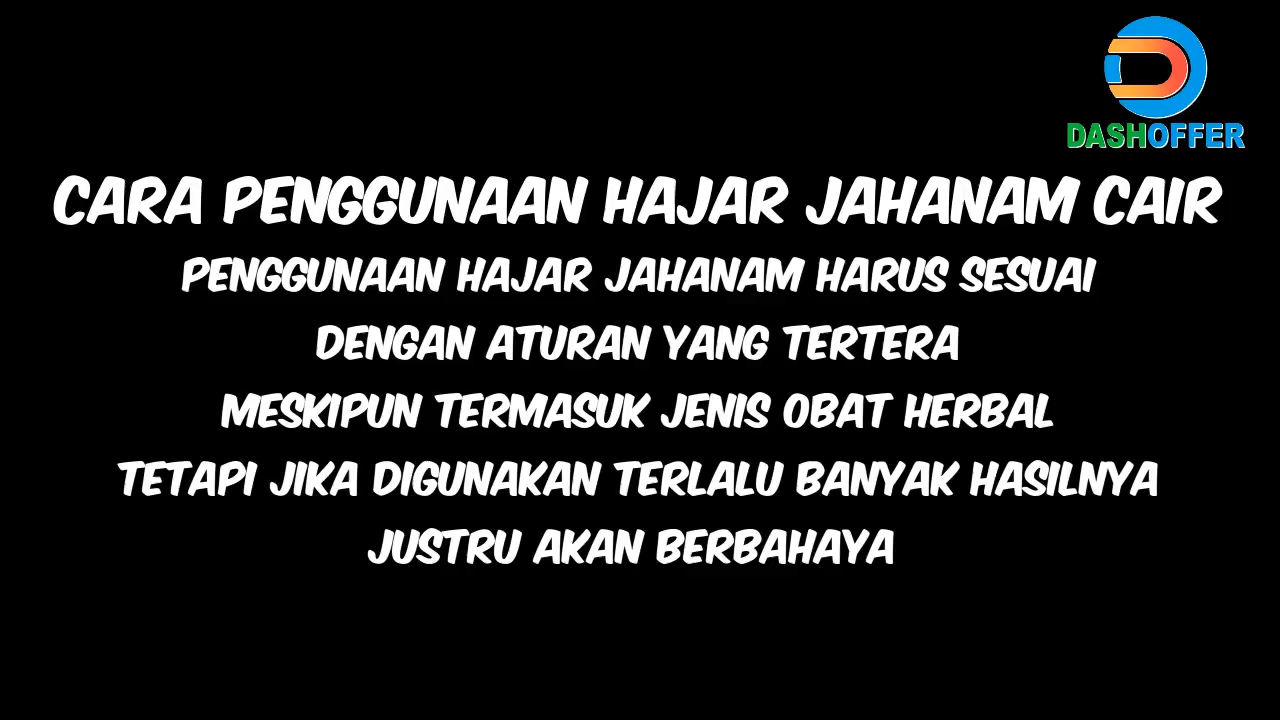 DASHOFFER
CARA PENGGUNAAN HAJAR JAHANAM CAIR
PENGGUNAAN HAJAR JAHANAM HARUS SESUAI
DENGAN ATURAN YANG TERTERA
MESKIPUN TERMASUK JENIS OBAT HERBAL
TETAPI JIKA DIGUNAKAN TERLALU BANYAK HASILNYA
JUSTRU AKAN BERBAHAYA